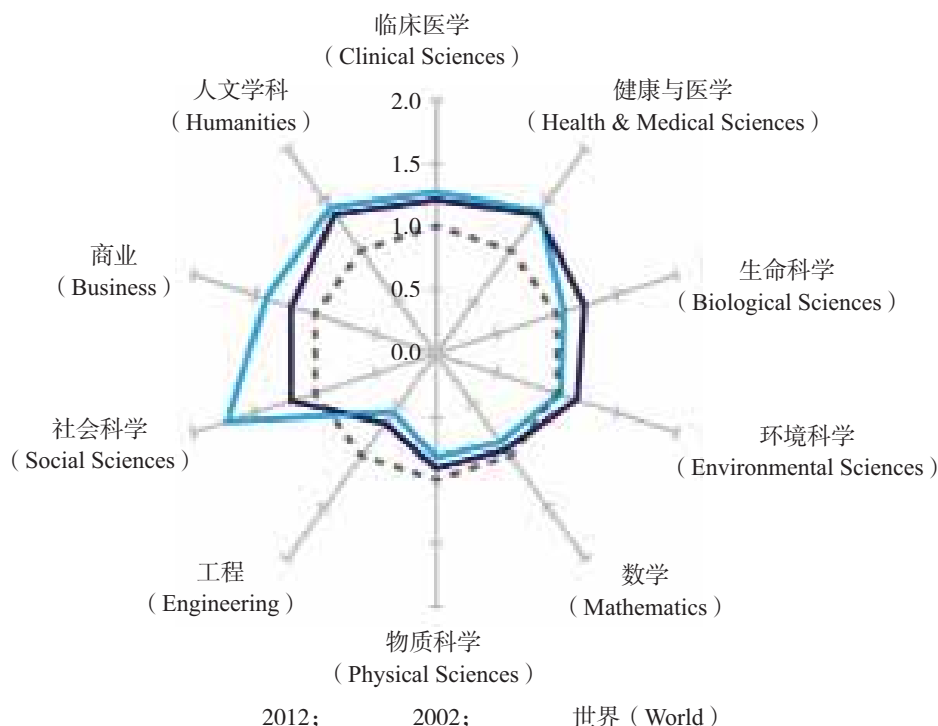 临床医学
（Clinical Sciences）
人文学科
（Humanities）
健康与医学
（Health & Medical Sciences）
2.0
1.5
1.0
0.5
0.0
商业
（Business）
生命科学
（Biological Sciences）
社会科学
（Social Sciences）
环境科学
（Environmental Sciences）
工程
（Engineering）
数学
（Mathematics）
物质科学
（Physical Sciences）
2012； 2002； 世界（World）